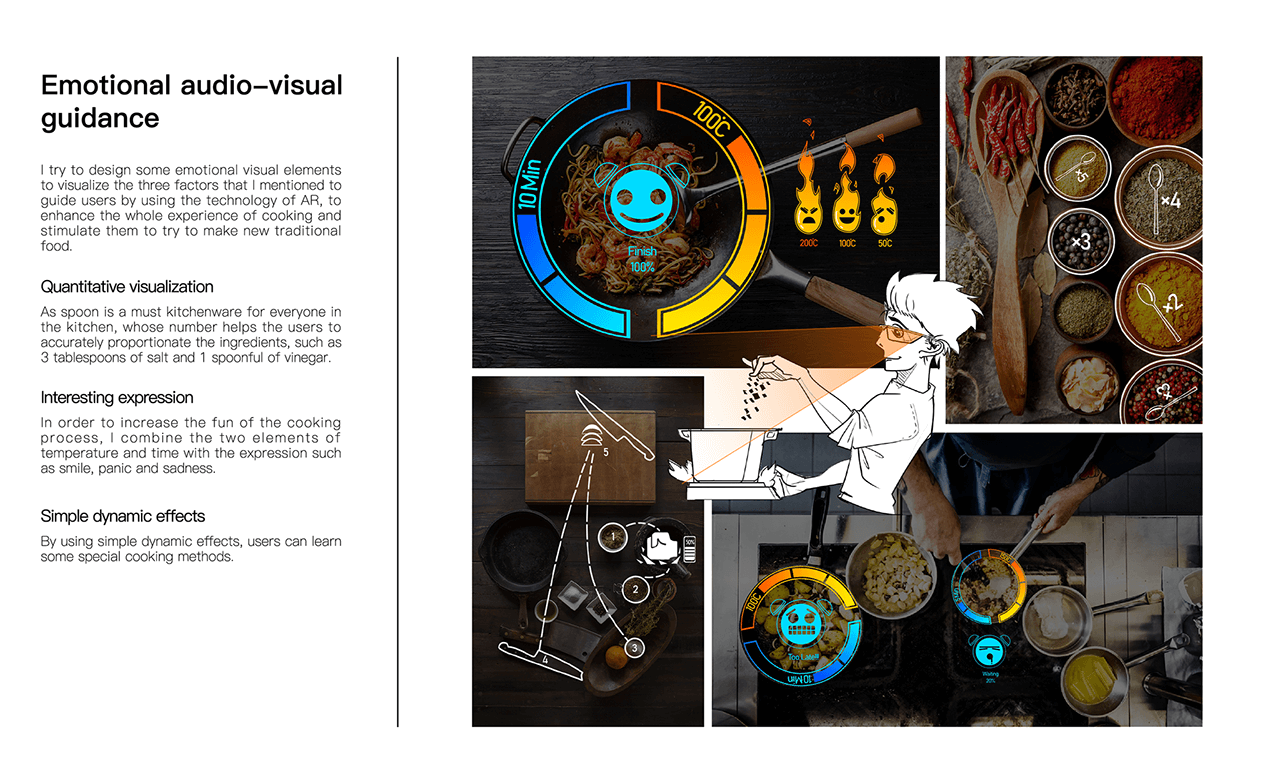 Emotional audio–visual
guidance
I try to design some emotional visual elements
to visualize the three factors that I mentioned to
guide users by using the technology of AR, to
enhance the whole experience of cooking and
stimulate them to try to make new traditional
food.
Quantitative visualization
As spoon is a must kitchenware for everyone in
the kitchen, whose number helps the users to
accurately proportionate the ingredients, such as
3 tablespoons of salt and 1 spoonful of vinegar.
Interesting expression
In order to increase the fun of the cooking
process, I combine the two elements of
temperature and time with the expression such
as smile, panic and sadness.
Simple dynamic effects
By using simple dynamic effects, users can learn
some special cooking methods.
10 Min
100℃
Finish
100%
200℃
100℃
50℃
×5
×4
×3
×2
×3
5
1
50%
2
3
4
100℃
Too Late!!
-10 Min
Waiting
20%